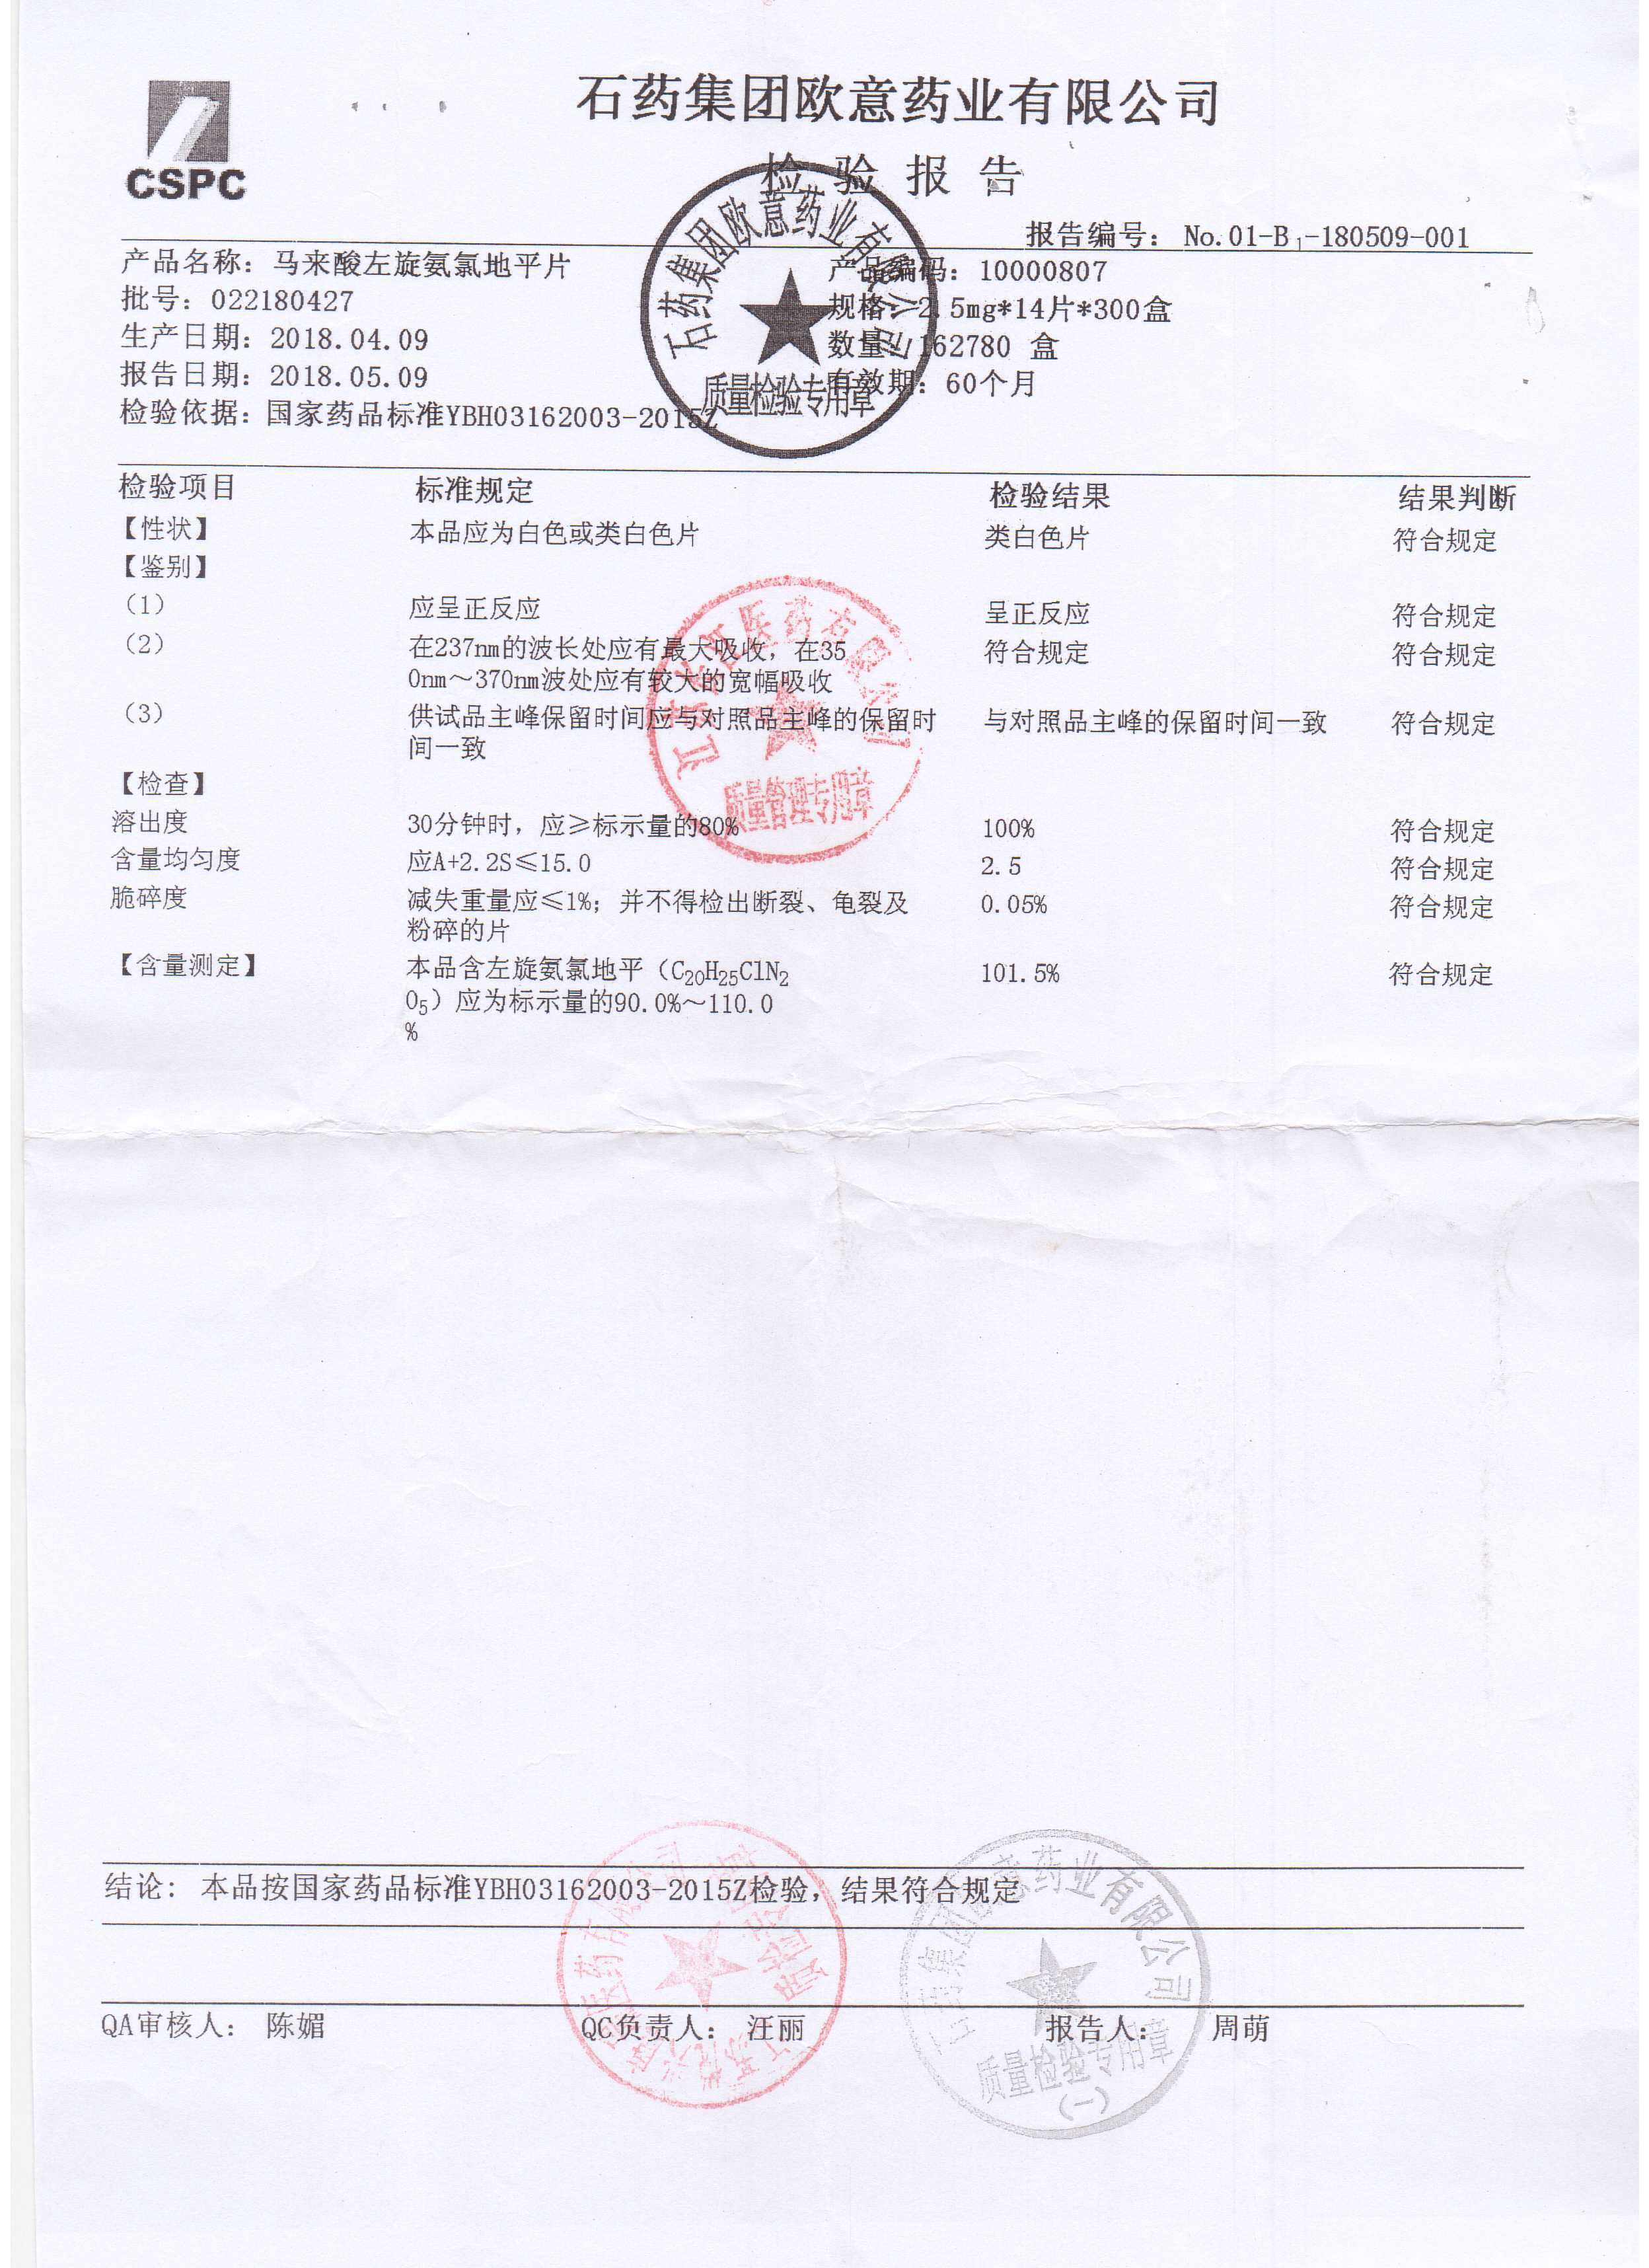 CSPC
石药集团欧意药业有限公司
检验报告
报告编号: No.01-B₁-180509-001
产品名称: 马来酸左旋氨氯地平片 产品编码: 10000807
批号: 022180427 规格: 2.5mg*14片*300盒
生产日期: 2018.04.09 数量: 162780 盒
报告日期: 2018.05.09 有效期: 60个月
检验依据: 国家药品标准YBH03162003-2015Z
石药集团欧意药业有限公司
质量检验专用章
检验项目 标准规定 检验结果 结果判断
【性状】 本品应为白色或类白色片 类白色片 符合规定
【鉴别】
(1) 应呈正反应 呈正反应 符合规定
(2) 在237nm的波长处应有最大吸收，在35 符合规定 符合规定
0nm～370nm波处应有较大的宽幅吸收
(3) 供试品主峰保留时间应与对照品主峰的保留时 与对照品主峰的保留时间一致 符合规定
间一致
【检查】
溶出度 30分钟时，应≥标示量的80% 100% 符合规定
含量均匀度 应A+2.2S≤15.0 2.5 符合规定
脆碎度 减失重量应≤1%；并不得检出断裂、龟裂及 0.05% 符合规定
粉碎的片
【含量测定】 本品含左旋氨氯地平（C₂₀H₂₅ClN₂ 101.5% 符合规定
O₅）应为标示量的90.0%～110.0
%
医药有限公司
质量管理专用章
结论: 本品按国家药品标准YBH03162003-2015Z检验，结果符合规定
QA审核人: 陈媚 QC负责人: 汪丽 报告人: 周萌
石药集团欧意药业有限公司
质量检验专用章
(一)